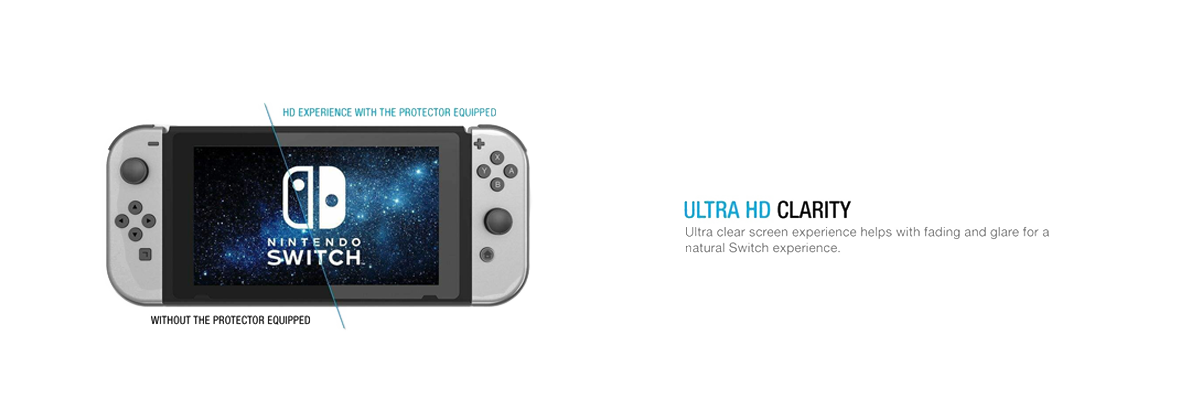 HD EXPERIENCE WITH THE PROTECTOR EQUIPPED
X
Y
A
B
NINTENDO
SWITCH
WITHOUT THE PROTECTOR EQUIPPED
ULTRA HD CLARITY
Ultra clear screen experience helps with fading and glare for a
natural Switch experience.